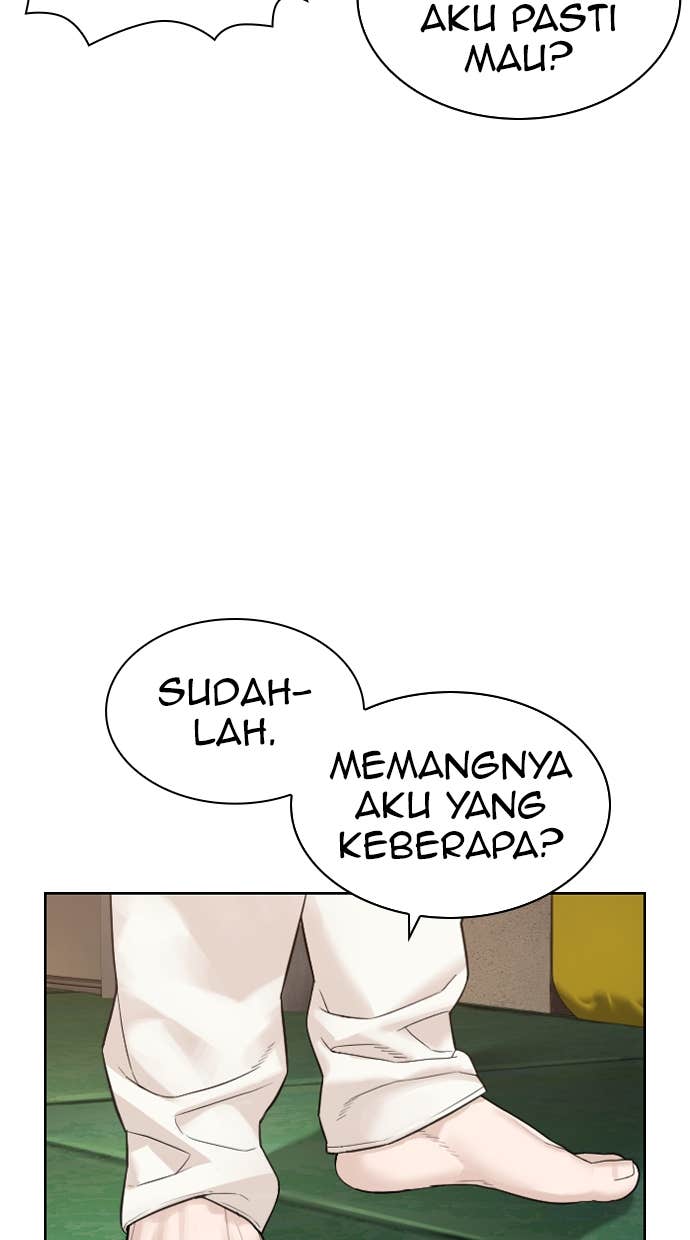 AKU PASTI
MAU?
SUDAH-
LAH.
MEMANGNYA
AKU YANG
KEBERAPA?